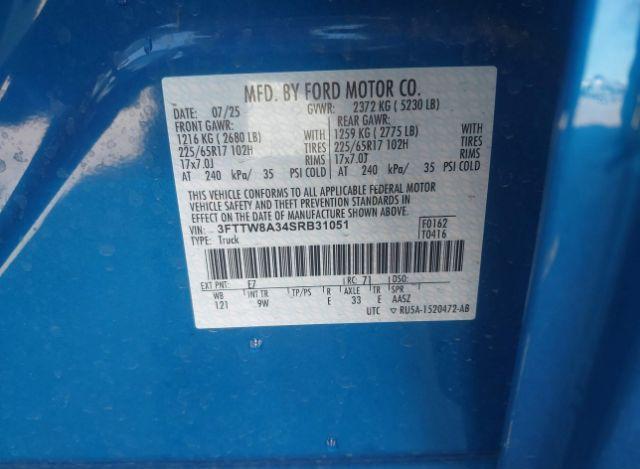 MFD. BY FORD MOTOR CO.
DATE: 07/25 GVWR: 2372 KG ( 5230 LB)
FRONT GAWR: REAR GAWR:
1216 KG ( 2680 LB) WITH 1259 KG ( 2775 LB) WITH
225/65R17 102H TIRES 225/65R17 102H TIRES
17x7.0J RIMS 17x7.0J RIMS
AT 240 kPa/ 35 PSI COLD AT 240 kPa/ 35 PSI COLD
THIS VEHICLE CONFORMS TO ALL APPLICABLE FEDERAL MOTOR
VEHICLE SAFETY AND THEFT PREVENTION STANDARDS IN
EFFECT ON THE DATE OF MANUFACTURE SHOWN ABOVE.
VIN: 3FTTW8A34SRB31051 F0162
TYPE: Truck T0416
EXT PNT: E7 RC: 71 DSO:
WB INT TR TP/PS R AXLE TR SPR
121 9W E 33 E AASZ
UTC ▽ RU5A-1520472-AB